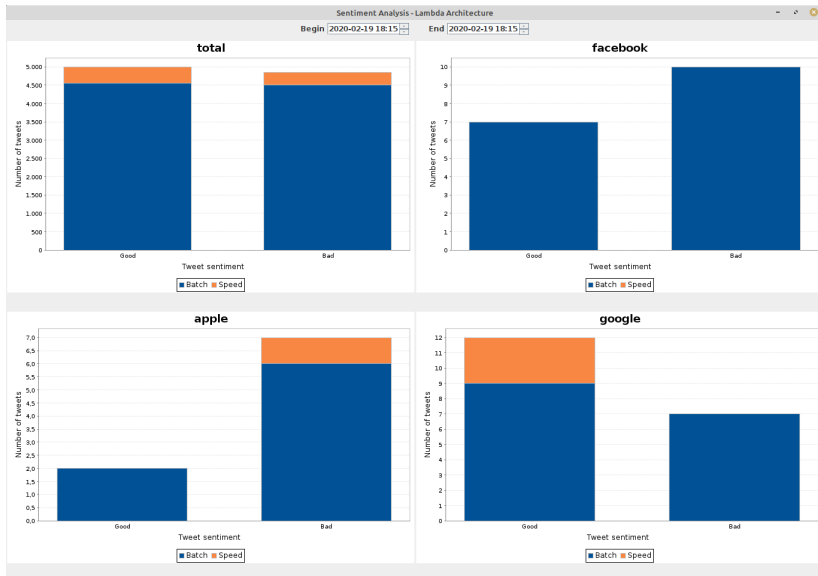 Sentiment Analysis - Lambda Architecture
Begin 2020-02-19 18:15 End 2020-02-19 18:15
total
Number of tweets
5.000
4.500
4.000
3.500
3.000
2.500
2.000
1.500
1.000
500
0
Good Bad
Tweet sentiment
Batch Speed
facebook
Number of tweets
10
9
8
7
6
5
4
3
2
1
0
Good Bad
Tweet sentiment
Batch Speed
apple
Number of tweets
7,0
6,5
6,0
5,5
5,0
4,5
4,0
3,5
3,0
2,5
2,0
1,5
1,0
0,5
0,0
Good Bad
Tweet sentiment
Batch Speed
google
Number of tweets
12
11
10
9
8
7
6
5
4
3
2
1
0
Good Bad
Tweet sentiment
Batch Speed